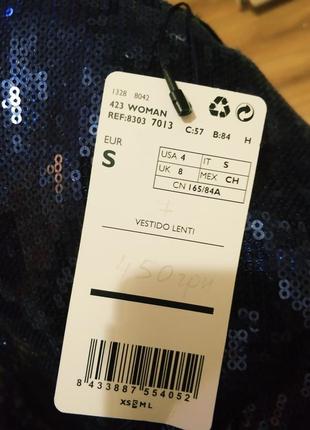 1328 8042
423 WOMAN
REF:8303 7013 C:57 B:84 H
EUR
S
USA 4 IT S
UK 8 MEX CH
CN 165/84A
VESTIDO LENTI
450грн
8 433887 554052
XS S M L